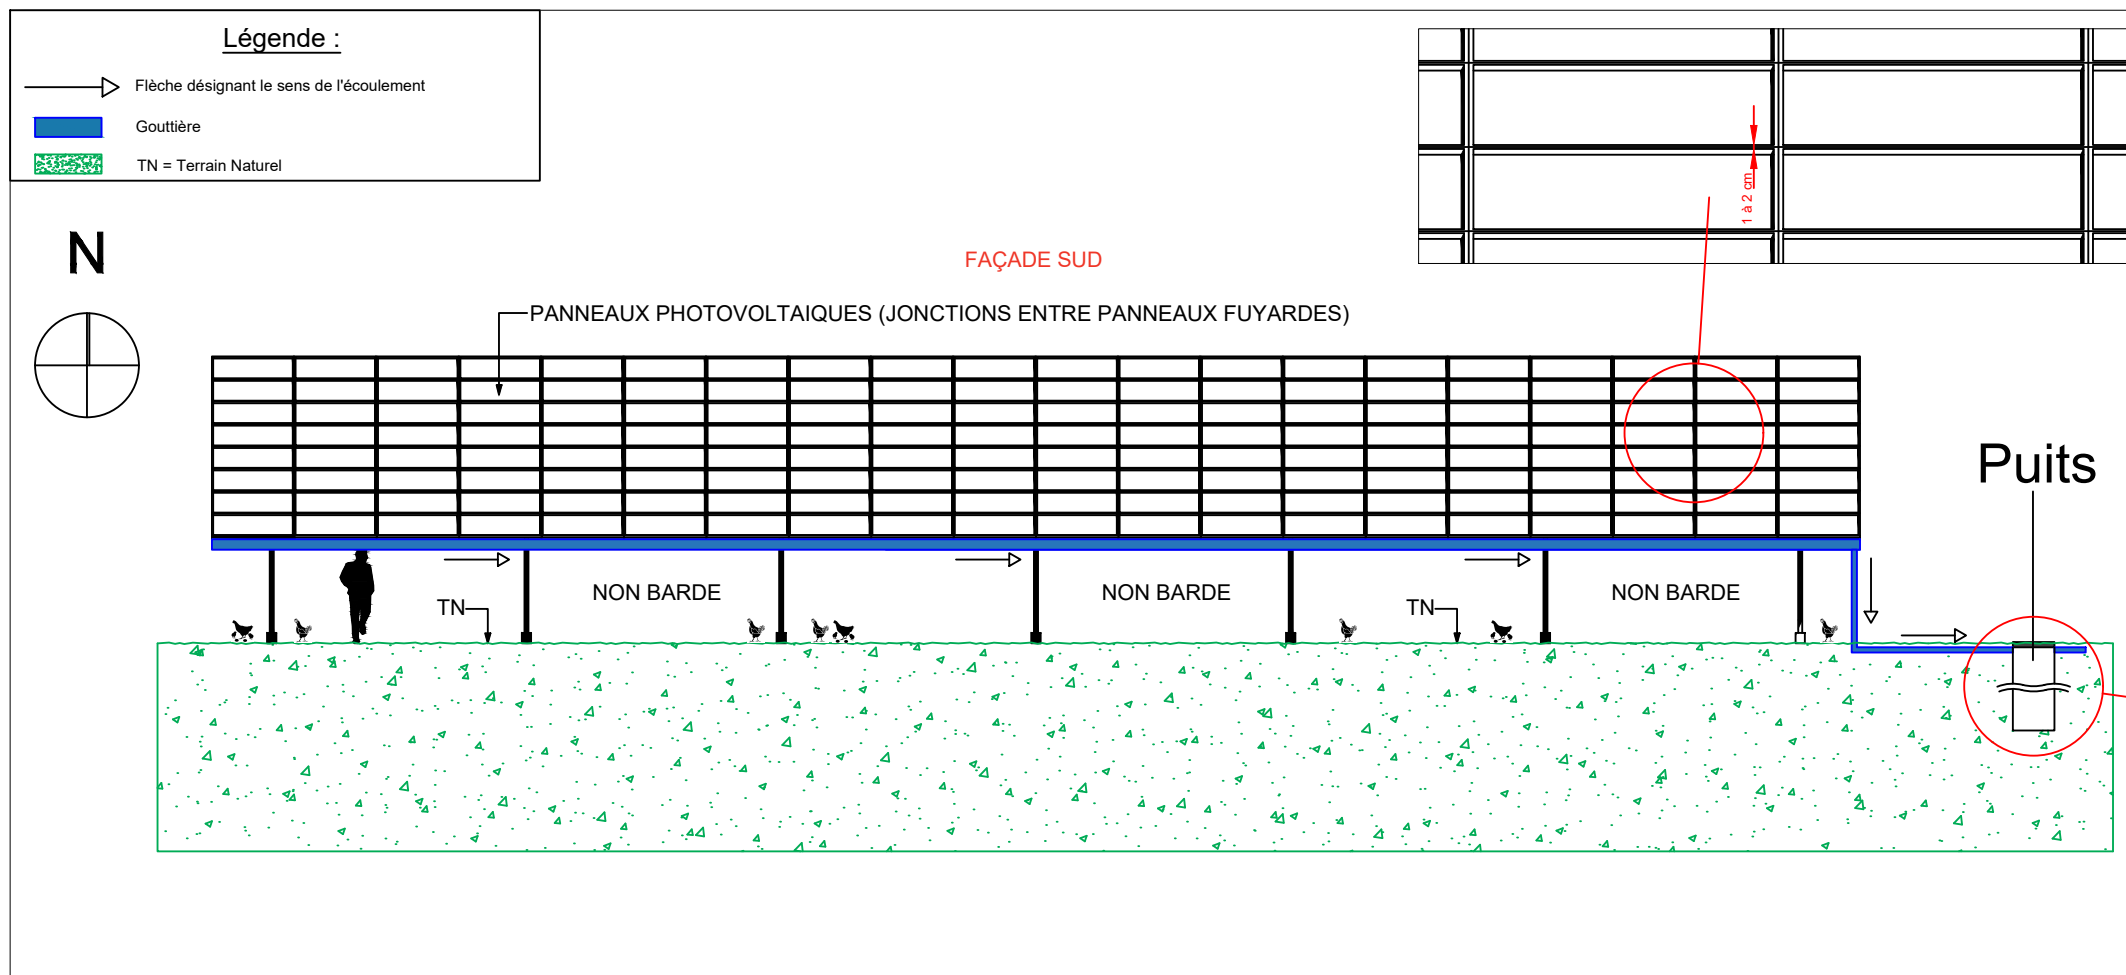 Légende :
Flèche désignant le sens de l'écoulement
Gouttière
TN = Terrain Naturel
N
1 à 2 cm
FAÇADE SUD
PANNEAUX PHOTOVOLTAIQUES (JONCTIONS ENTRE PANNEAUX FUYARDES)
Puits
NON BARDE
NON BARDE
NON BARDE
TN
TN